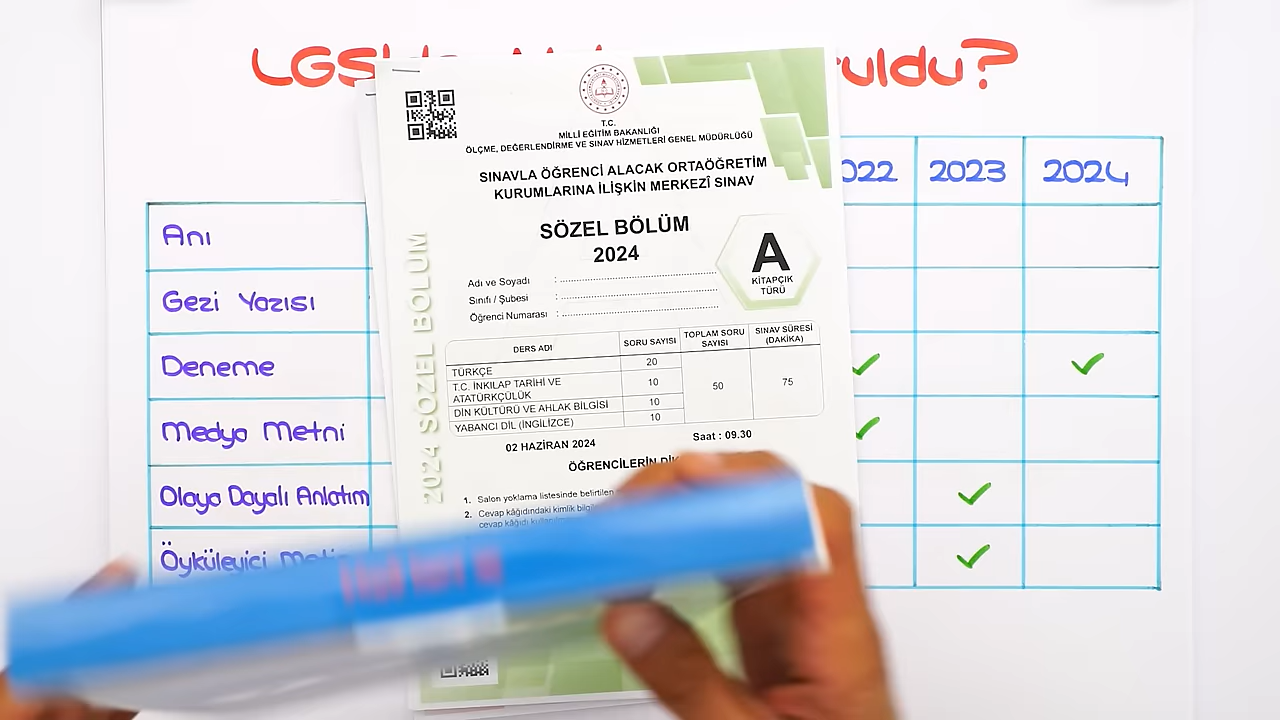 LGS'de
uldu?
022 2023 2024
Anı
Gezi Yazısı
Deneme
Medya Metni
Olaya Dayalı Anlatım
Öyküleyici
T.C.
MİLLÎ EĞİTİM BAKANLIĞI
ÖLÇME, DEĞERLENDİRME VE SINAV HİZMETLERİ GENEL MÜDÜRLÜĞÜ
SINAVLA ÖĞRENCİ ALACAK ORTAÖĞRETİM
KURUMLARINA İLİŞKİN MERKEZÎ SINAV
SÖZEL BÖLÜM
2024
A
KİTAPÇIK
TÜRÜ
Adı ve Soyadı :
Sınıfı / Şubesi :
Öğrenci Numarası :
2024 SÖZEL BÖLÜM
DERS ADI SORU SAYISI TOPLAM SORU SAYISI SINAV SÜRESİ (DAKİKA)
TÜRKÇE 20
T.C. İNKILAP TARİHİ VE
ATATÜRKÇÜLÜK 10 50 75
DİN KÜLTÜRÜ VE AHLAK BİLGİSİ 10
YABANCI DİL (İNGİLİZCE) 10
02 HAZİRAN 2024 Saat : 09.30
ÖĞRENCİLERİN
1. Salon yoklama listesinde belirtilen
2. Cevap kâğıdındaki kimlik
cevap kâğıdı